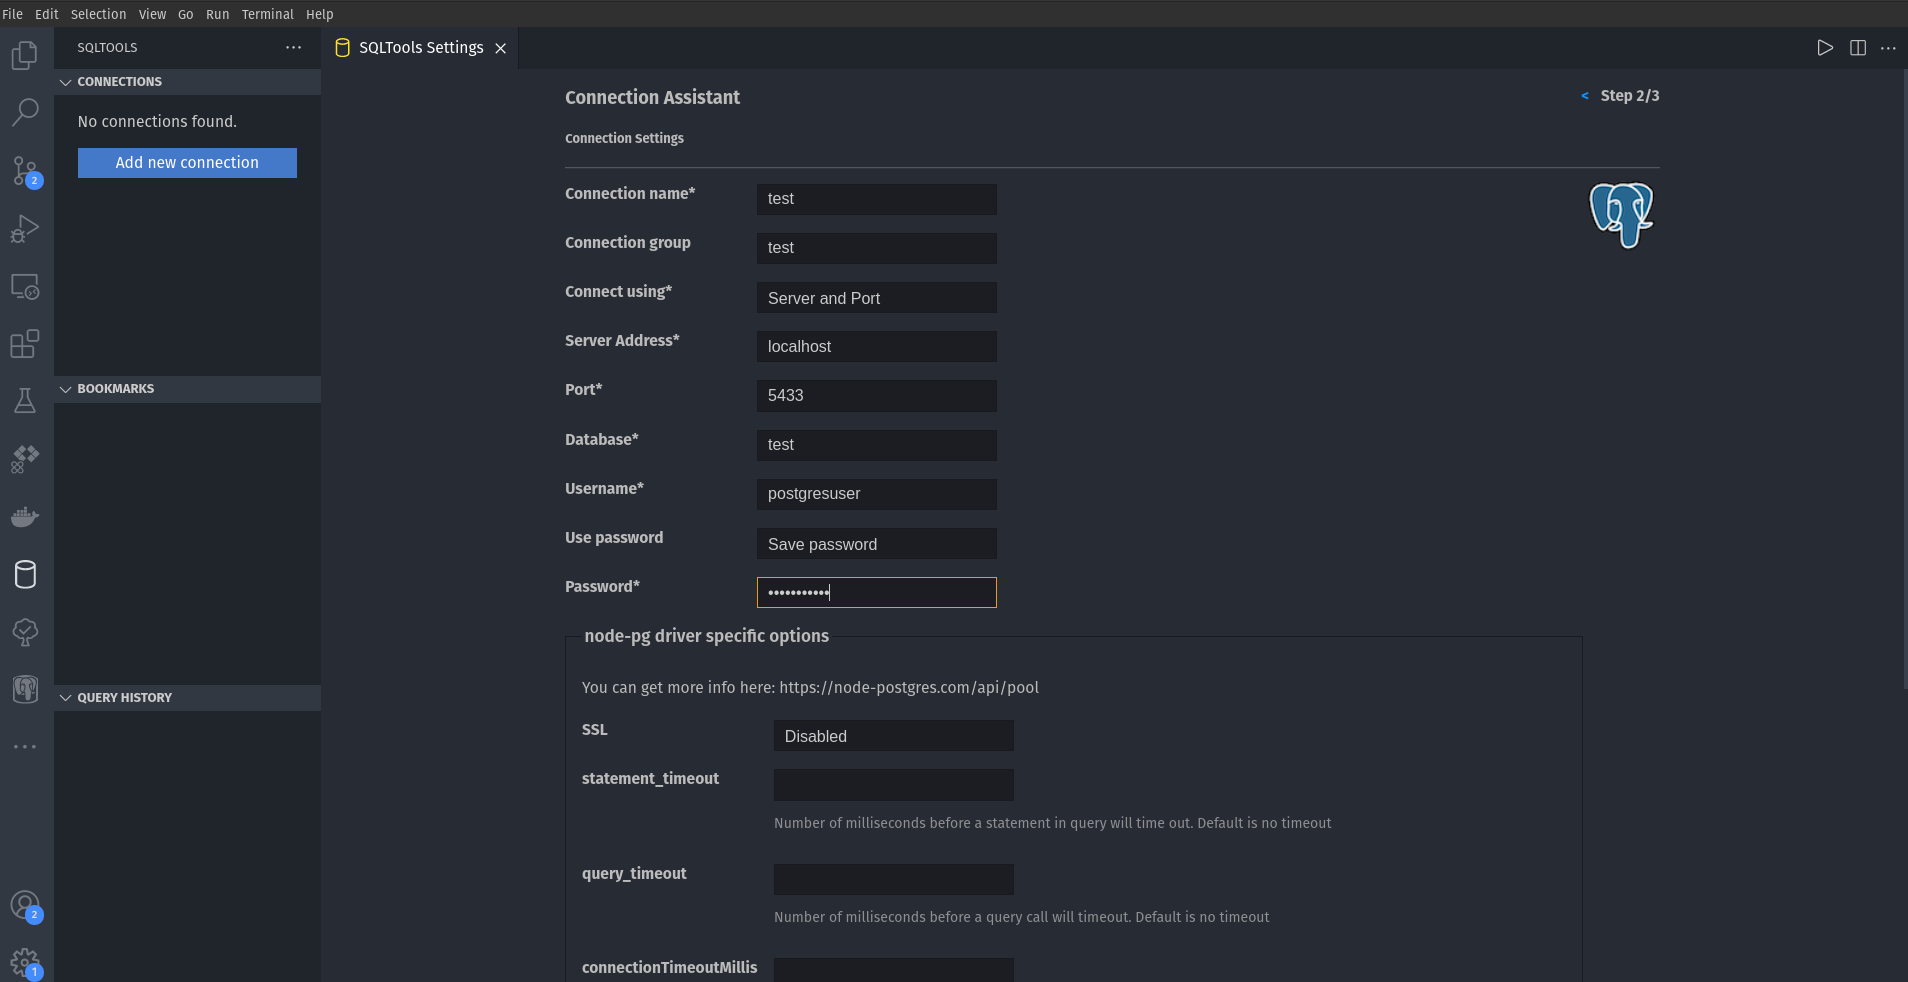 File Edit Selection View Go Run Terminal Help
SQLTOOLS
SQLTools Settings
CONNECTIONS
No connections found.
Add new connection
2
BOOKMARKS
QUERY HISTORY
2
1
Connection Assistant
< Step 2/3
Connection Settings
Connection name* test
Connection group test
Connect using* Server and Port
Server Address* localhost
Port* 5433
Database* test
Username* postgresuser
Use password Save password
Password* •••••••••••
node-pg driver specific options
You can get more info here: https://node-postgres.com/api/pool
SSL Disabled
statement_timeout
Number of milliseconds before a statement in query will time out. Default is no timeout
query_timeout
Number of milliseconds before a query call will timeout. Default is no timeout
connectionTimeoutMillis